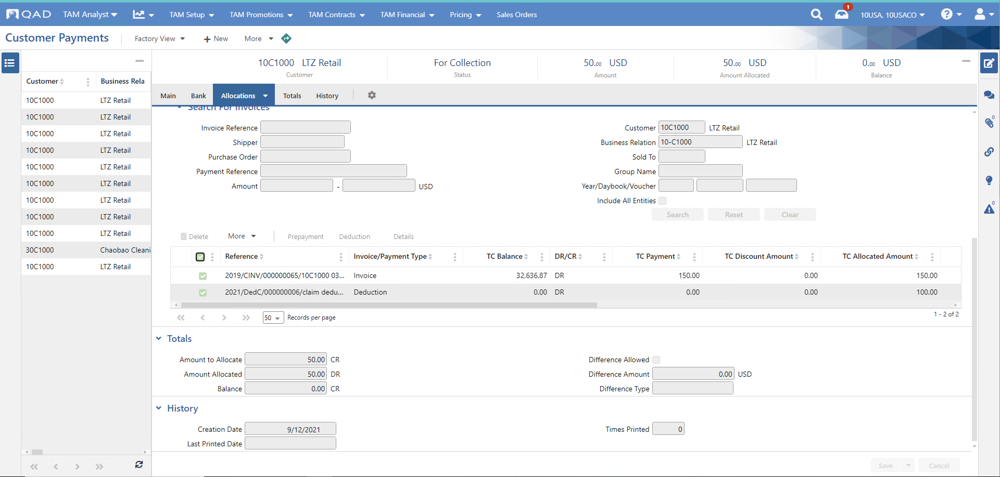 QAD TAM Analyst TAM Setup TAM Promotions TAM Contracts TAM Financial Pricing Sales Orders 1 10USA, 10USACO
Customer Payments Factory View New More
10C1000 LTZ Retail For Collection 50.00 USD 50.00 USD 0.00 USD
Customer Status Amount Amount Allocated Balance
Customer Business Rela
10C1000 LTZ Retail
10C1000 LTZ Retail
10C1000 LTZ Retail
10C1000 LTZ Retail
10C1000 LTZ Retail
10C1000 LTZ Retail
10C1000 LTZ Retail
10C1000 LTZ Retail
10C1000 LTZ Retail
30C1000 Chaobao Cleani
10C1000 LTZ Retail
Main Bank Allocations Totals History
Search For Invoices
Invoice Reference Customer 10C1000 LTZ Retail
Shipper Business Relation 10-C1000 LTZ Retail
Purchase Order Sold To
Payment Reference Group Name
Amount - USD Year/Daybook/Voucher
Include All Entities
Search Reset Clear
Delete More Prepayment Deduction Details
Reference Invoice/Payment Type TC Balance DR/CR TC Payment TC Discount Amount TC Allocated Amount
2019/CINV/000000065/10C1000 03... Invoice 32,636.87 DR 150.00 0.00 150.00
2021/DedC/000000006/claim dedu... Deduction 0.00 DR 0.00 0.00 100.00
50 Records per page 1 - 2 of 2
Totals
Amount to Allocate 50.00 CR Difference Allowed
Amount Allocated 50.00 DR Difference Amount 0.00 USD
Balance 0.00 CR Difference Type
History
Creation Date 9/12/2021 Times Printed 0
Last Printed Date
Save Cancel
0
0